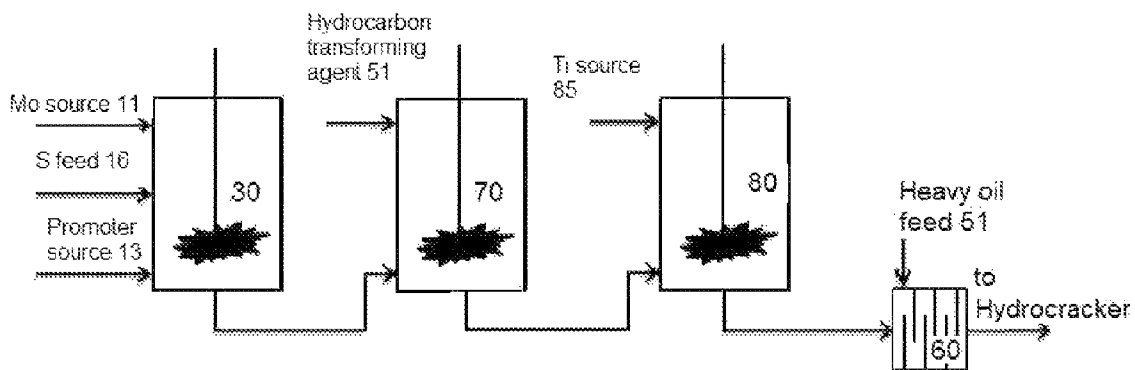 Hydrocarbon
transforming
agent 51
Ti source
85
Mo source 11
S feed 16
Promoter
source 13
30
70
80
Heavy oil
feed 51
to
Hydrocracker
60